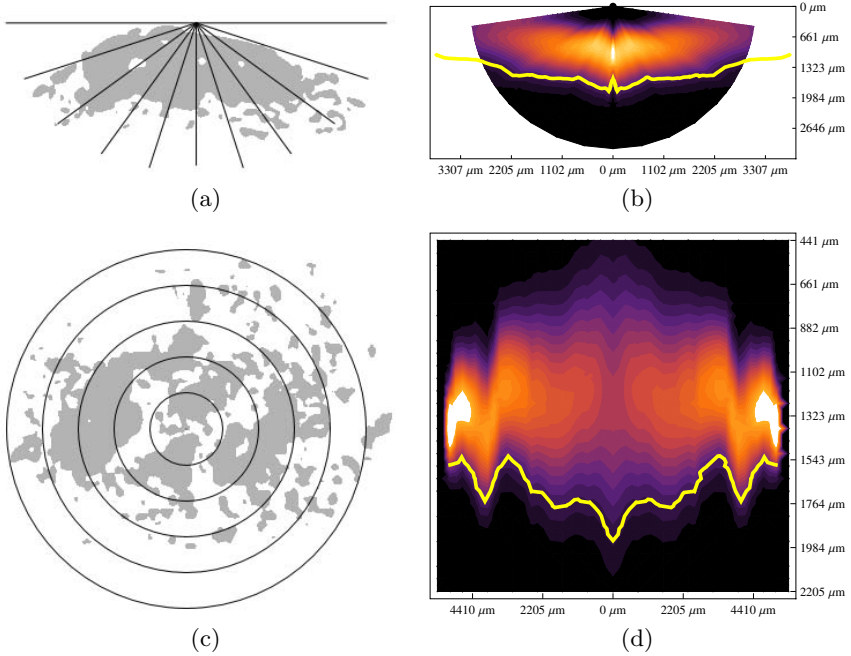 0 μm
661 μm
1323 μm
1984 μm
2646 μm
3307 μm 2205 μm 1102 μm 0 μm 1102 μm 2205 μm 3307 μm
(a)
(b)
441 μm
661 μm
882 μm
1102 μm
1323 μm
1543 μm
1764 μm
1984 μm
2205 μm
4410 μm 2205 μm 0 μm 2205 μm 4410 μm
(c)
(d)